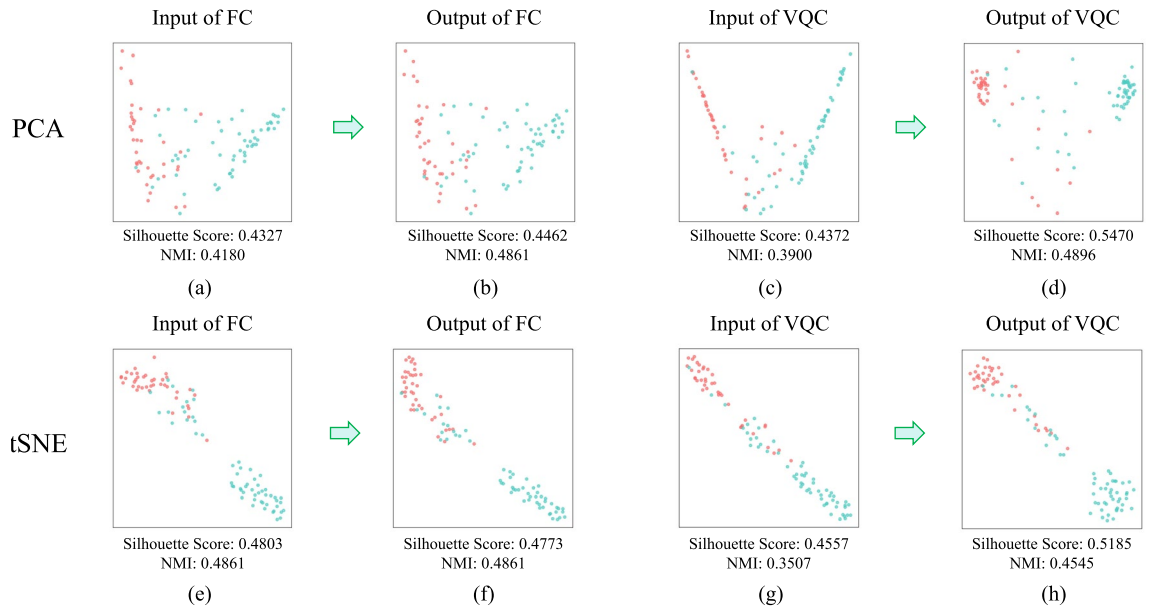 Input of FC
Output of FC
Input of VQC
Output of VQC
PCA
Silhouette Score: 0.4327
NMI: 0.4180
Silhouette Score: 0.4462
NMI: 0.4861
Silhouette Score: 0.4372
NMI: 0.3900
Silhouette Score: 0.5470
NMI: 0.4896
(a)
(b)
(c)
(d)
Input of FC
Output of FC
Input of VQC
Output of VQC
tSNE
Silhouette Score: 0.4803
NMI: 0.4861
Silhouette Score: 0.4773
NMI: 0.4861
Silhouette Score: 0.4557
NMI: 0.3507
Silhouette Score: 0.5185
NMI: 0.4545
(e)
(f)
(g)
(h)